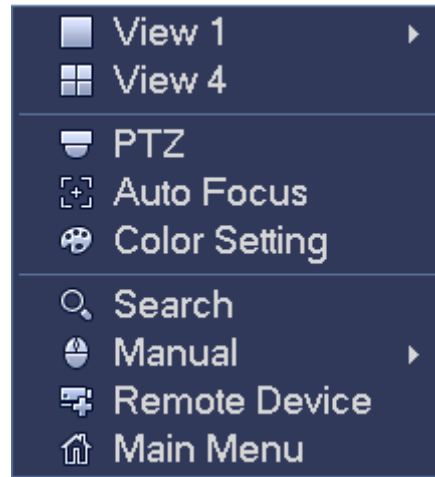 View 1
View 4
PTZ
Auto Focus
Color Setting
Search
Manual
Remote Device
Main Menu